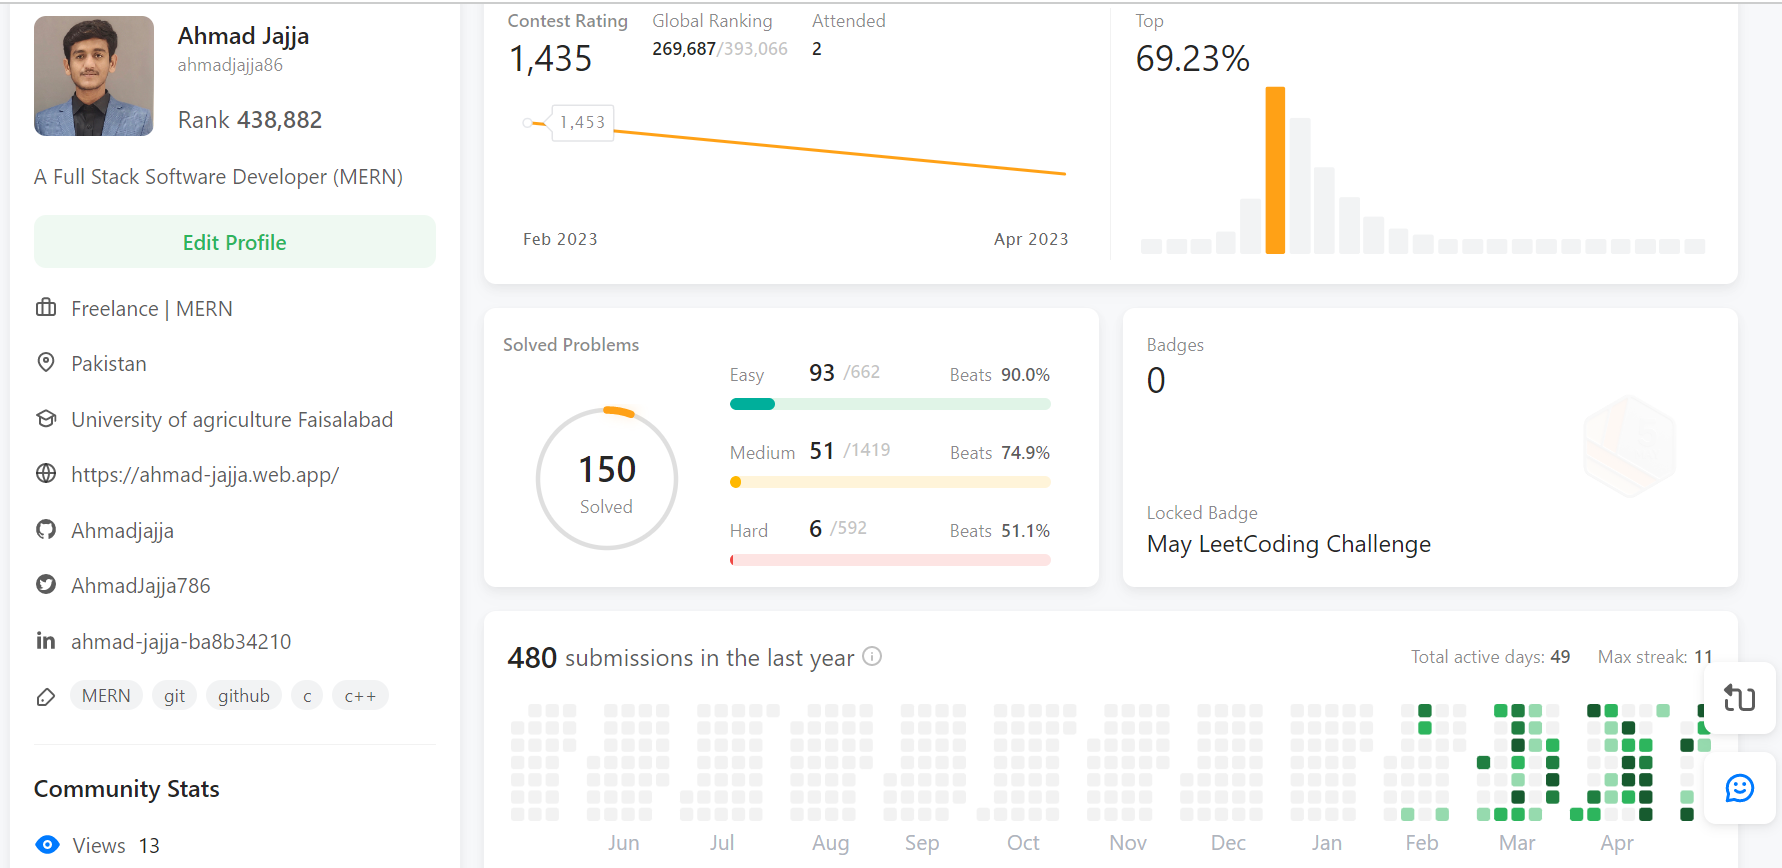 Ahmad Jajja
ahmadjajja86
Rank 438,882
A Full Stack Software Developer (MERN)
Edit Profile
Freelance | MERN
Pakistan
University of agriculture Faisalabad
https://ahmad-jajja.web.app/
Ahmadjajja
AhmadJajja786
ahmad-jajja-ba8b34210
MERN git github c c++
Community Stats
Views 13
Contest Rating Global Ranking Attended
1,435 269,687/393,066 2
1,453
Feb 2023 Apr 2023
Top
69.23%
Solved Problems
150
Solved
Easy 93 /662 Beats 90.0%
Medium 51 /1419 Beats 74.9%
Hard 6 /592 Beats 51.1%
Badges
0
Locked Badge
May LeetCoding Challenge
480 submissions in the last year Total active days: 49 Max streak: 11
Jun Jul Aug Sep Oct Nov Dec Jan Feb Mar Apr